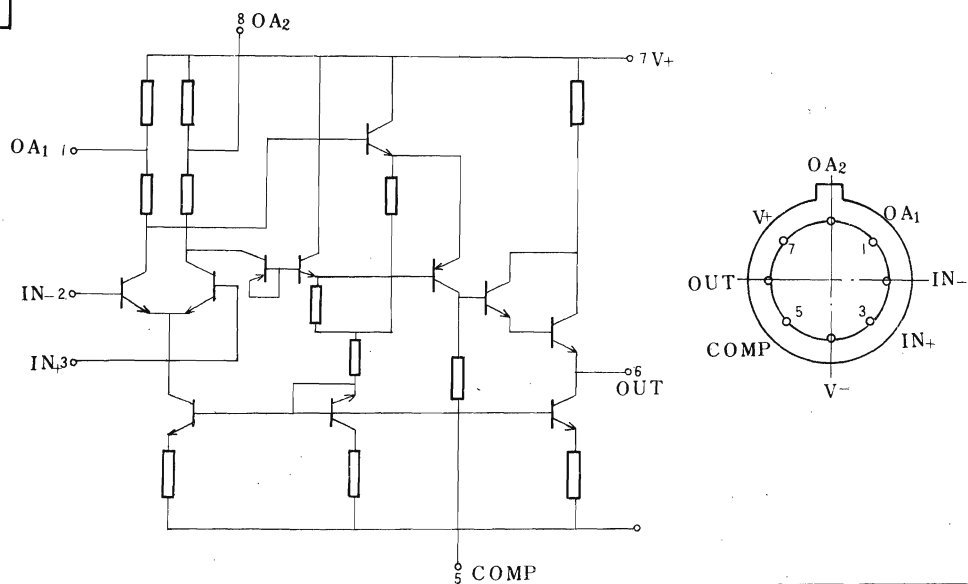 8 OA2
7 V+
OA1 1
IN- 2
IN+ 3
6
OUT
5 COMP
OA2
V+
OA1
7
1
OUT
IN-
5
3
COMP
IN+
V-